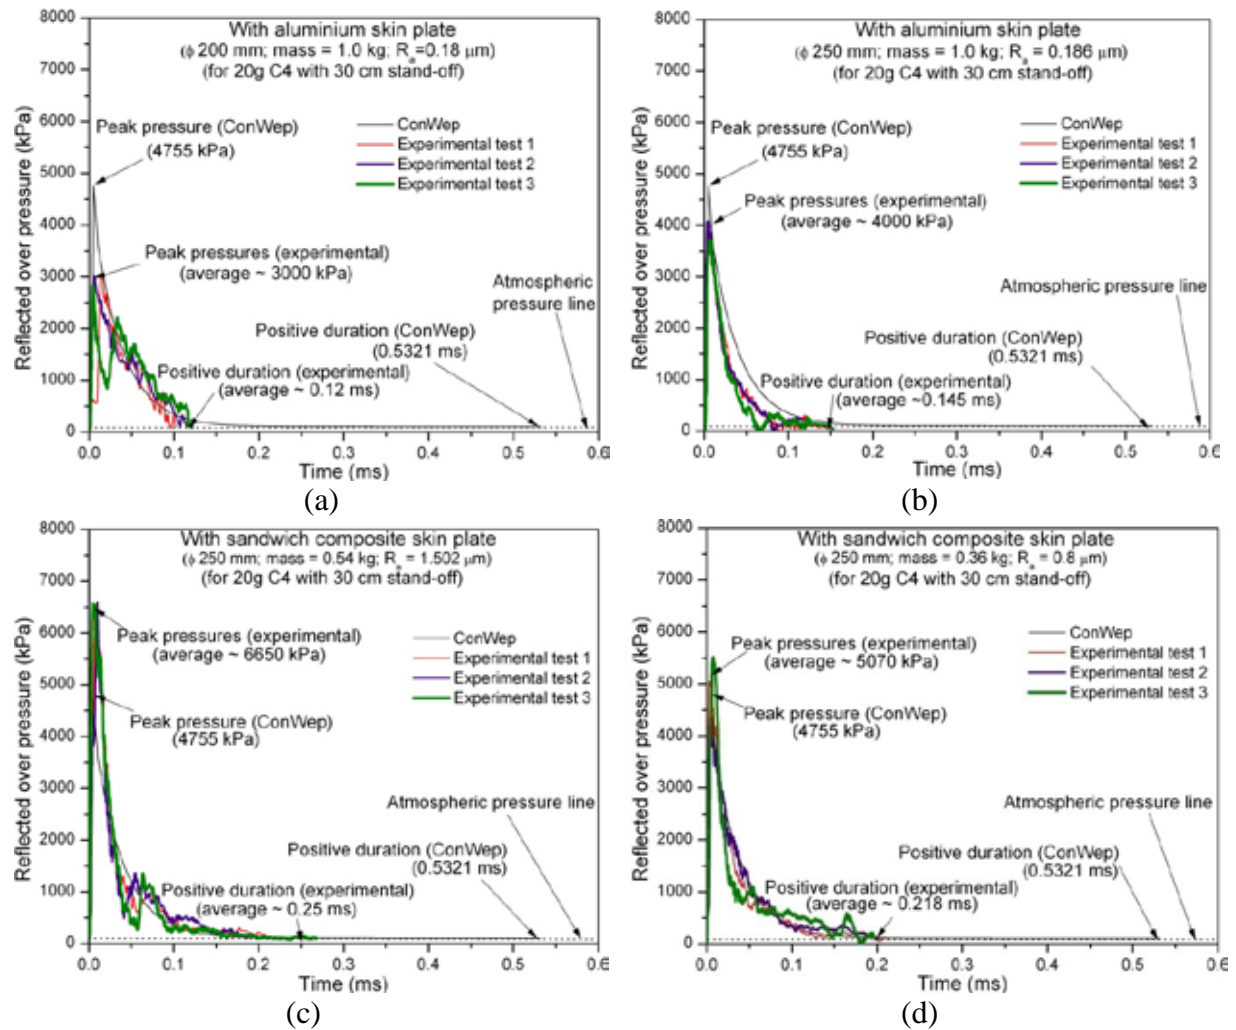 With aluminium skin plate
(ϕ 200 mm; mass = 1.0 kg; Rₐ=0.18 μm)
(for 20g C4 with 30 cm stand-off)
Peak pressure (ConWep)
(4755 kPa)
ConWep
Experimental test 1
Experimental test 2
Experimental test 3
Peak pressures (experimental)
(average ~ 3000 kPa)
Atmospheric
pressure line
Positive duration (ConWep)
(0.5321 ms)
Positive duration (experimental)
(average ~ 0.12 ms)
Reflected over pressure (kPa)
8000
7000
6000
5000
4000
3000
2000
1000
0
0.0 0.1 0.2 0.3 0.4 0.5 0.6
Time (ms)
(a)
With aluminium skin plate
(ϕ 250 mm; mass = 1.0 kg; Rₐ = 0.186 μm)
(for 20g C4 with 30 cm stand-off)
Peak pressure (ConWep)
(4755 kPa)
ConWep
Experimental test 1
Experimental test 2
Experimental test 3
Peak pressures (experimental)
(average ~ 4000 kPa)
Atmospheric pressure line
Positive duration (ConWep)
(0.5321 ms)
Positive duration (experimental)
(average ~0.145 ms)
Reflected over pressure (kPa)
8000
7000
6000
5000
4000
3000
2000
1000
0
0.0 0.1 0.2 0.3 0.4 0.5 0.6
Time (ms)
(b)
With sandwich composite skin plate
(ϕ 250 mm; mass = 0.54 kg; Rₐ = 1.502 μm)
(for 20g C4 with 30 cm stand-off)
Peak pressures (experimental)
(average ~ 6650 kPa)
ConWep
Experimental test 1
Experimental test 2
Experimental test 3
Peak pressure (ConWep)
(4755 kPa)
Atmospheric pressure line
Positive duration (ConWep)
(0.5321 ms)
Positive duration (experimental)
(average ~ 0.25 ms)
Reflected over pressure (kPa)
8000
7000
6000
5000
4000
3000
2000
1000
0
0.0 0.1 0.2 0.3 0.4 0.5 0.6
Time (ms)
(c)
With sandwich composite skin plate
(ϕ 250 mm; mass = 0.36 kg; Rₐ = 0.8 μm)
(for 20g C4 with 30 cm stand-off)
Peak pressures (experimental)
(average ~ 5070 kPa)
ConWep
Experimental test 1
Experimental test 2
Experimental test 3
Peak pressure (ConWep)
(4755 kPa)
Atmospheric pressure line
Positive duration (ConWep)
(0.5321 ms)
Positive duration (experimental)
(average ~ 0.218 ms)
Reflected over pressure (kPa)
8000
7000
6000
5000
4000
3000
2000
1000
0
0.0 0.1 0.2 0.3 0.4 0.5 0.6
Time (ms)
(d)